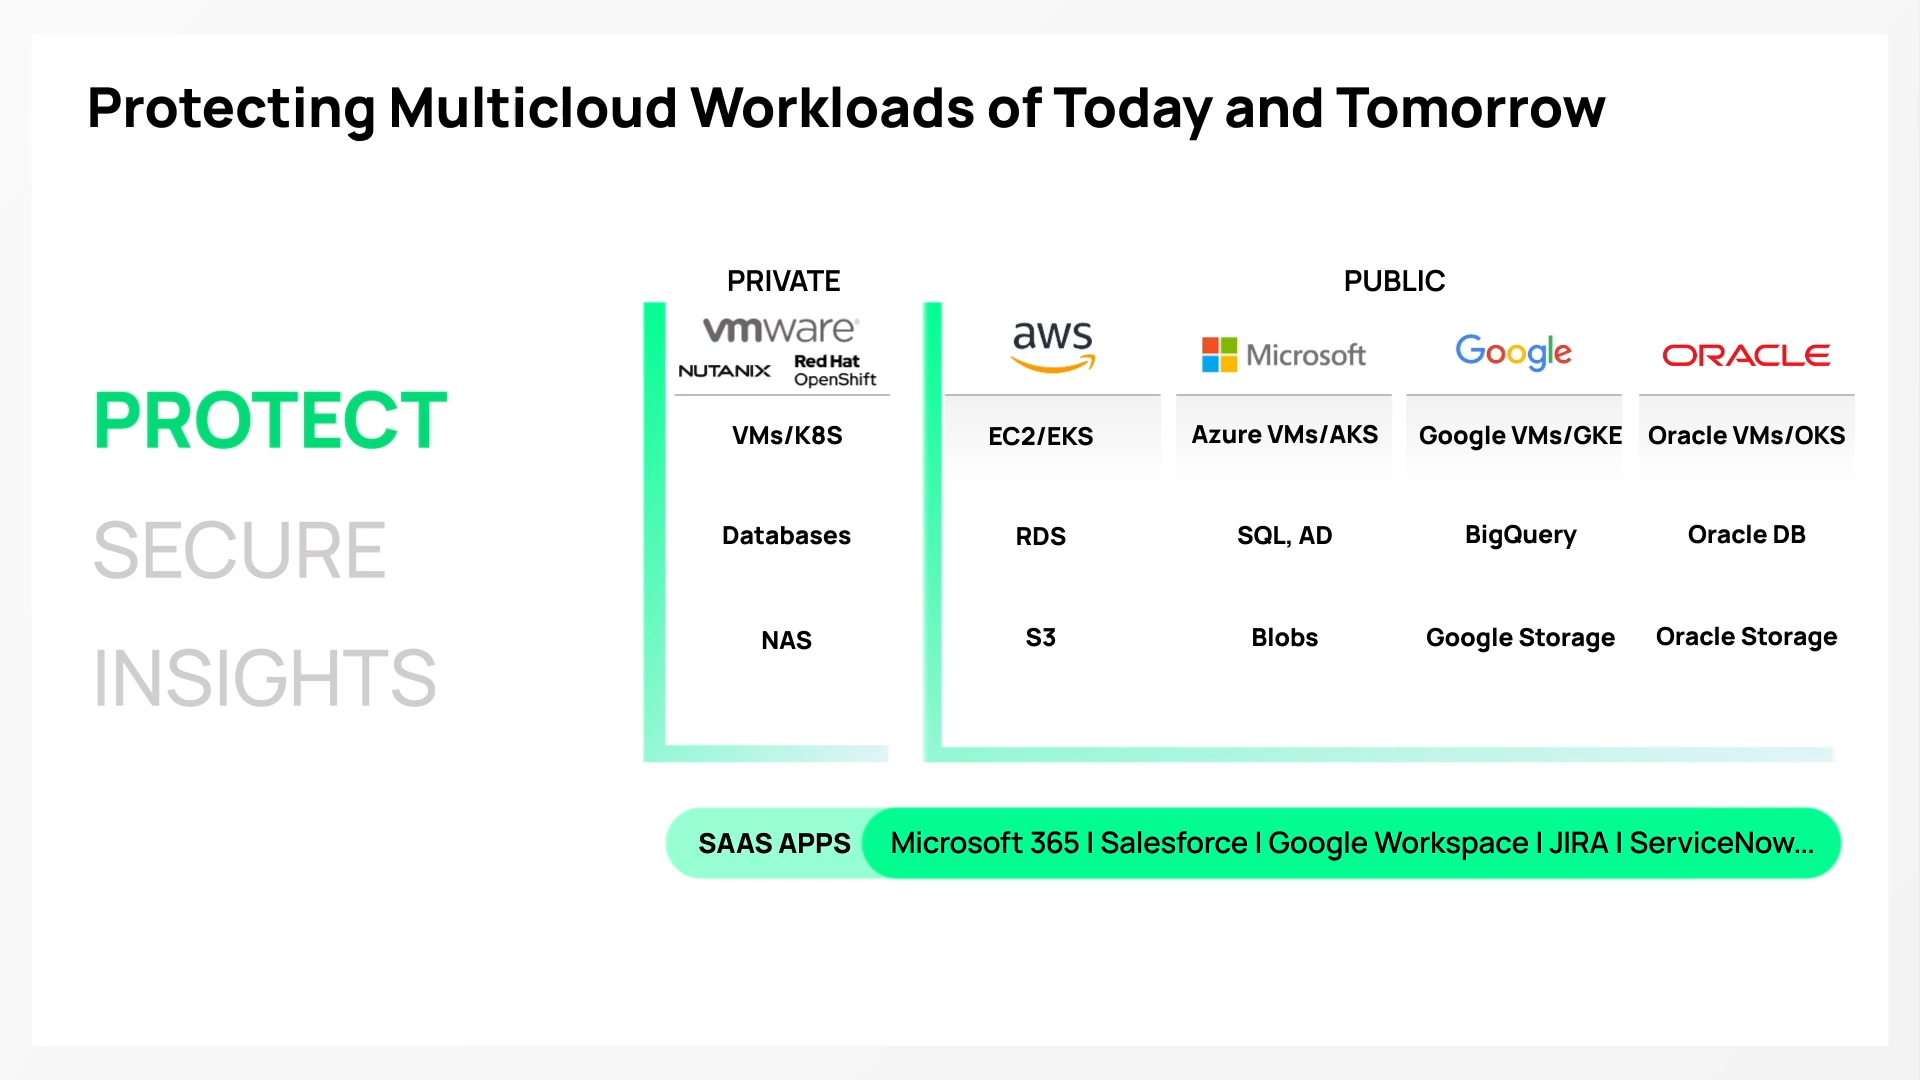 Protecting Multicloud Workloads of Today and Tomorrow
PROTECT
SECURE
INSIGHTS
PRIVATE
PUBLIC
vmware®
NUTANIX
Red Hat
OpenShift
aws
Microsoft
Google
ORACLE
VMs/K8S
EC2/EKS
Azure VMs/AKS
Google VMs/GKE
Oracle VMs/OKS
Databases
RDS
SQL, AD
BigQuery
Oracle DB
NAS
S3
Blobs
Google Storage
Oracle Storage
SAAS APPS
Microsoft 365 | Salesforce | Google Workspace | JIRA | ServiceNow...